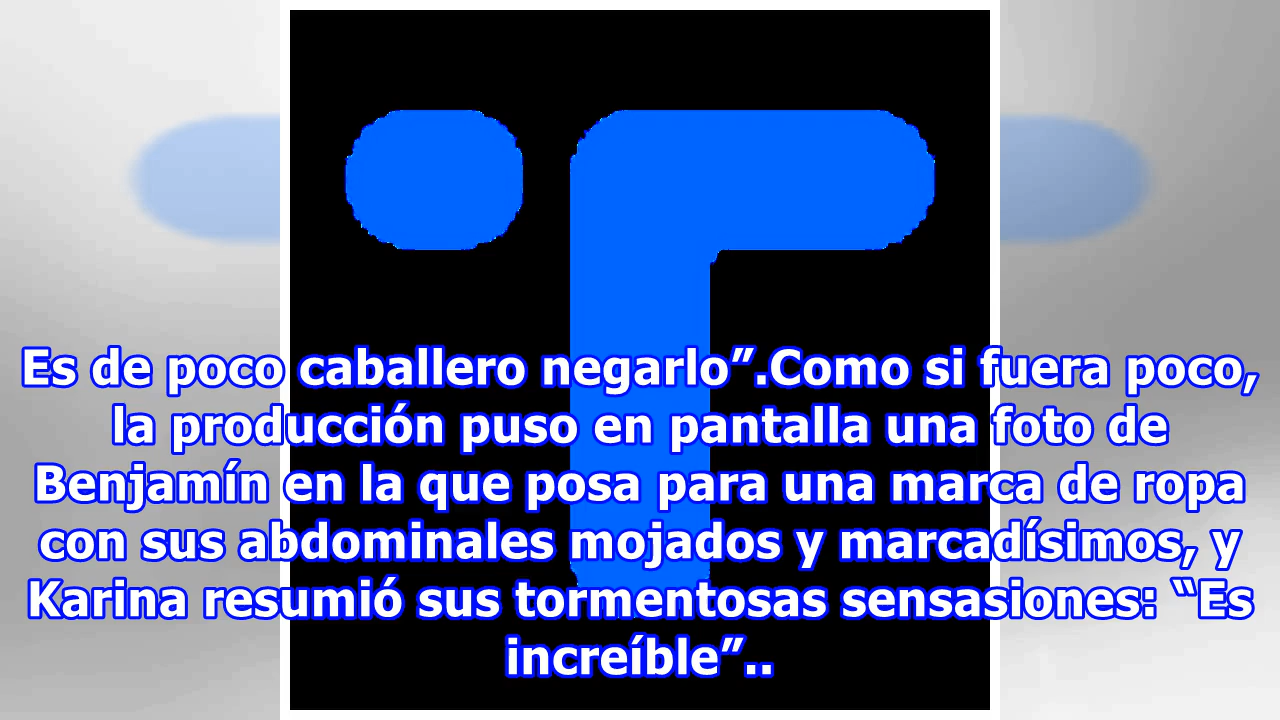 Es de poco caballero negarlo”.Como si fuera poco,
la producción puso en pantalla una foto de
Benjamín en la que posa para una marca de ropa
con sus abdominales mojados y marcadísimos, y
Karina resumió sus tormentosas sensasiones: “Es
increíble”..